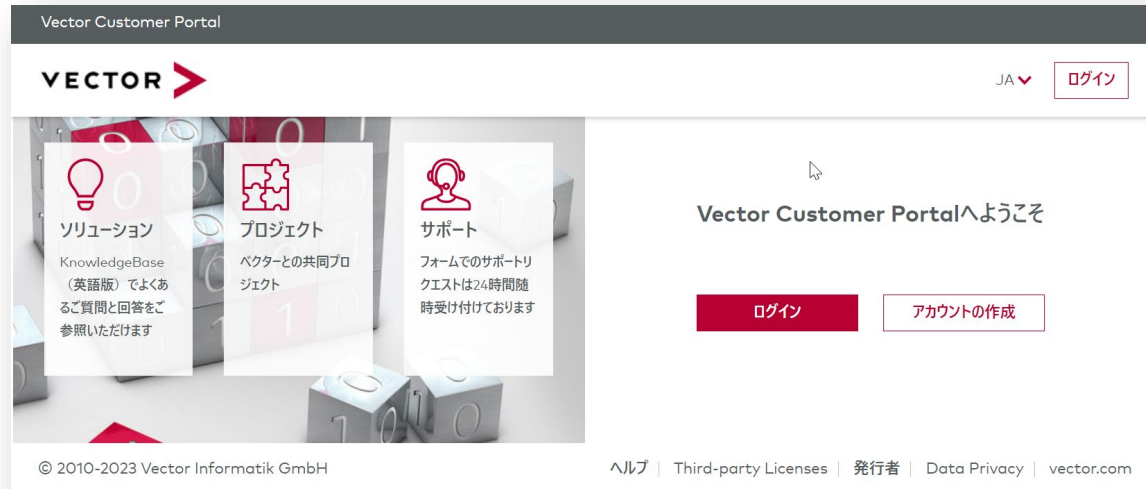 Vector Customer Portal
VECTOR
JA
ログイン
ソリューション
KnowledgeBase
（英語版）でよくあ
るご質問と回答をご
参照いただけます
プロジェクト
ベクターとの共同プロ
ジェクト
サポート
フォームでのサポートリ
クエストは24時間随
時受け付けております
Vector Customer Portalへようこそ
ログイン
アカウントの作成
© 2010-2023 Vector Informatik GmbH
ヘルプ | Third-party Licenses | 発行者 | Data Privacy | vector.com